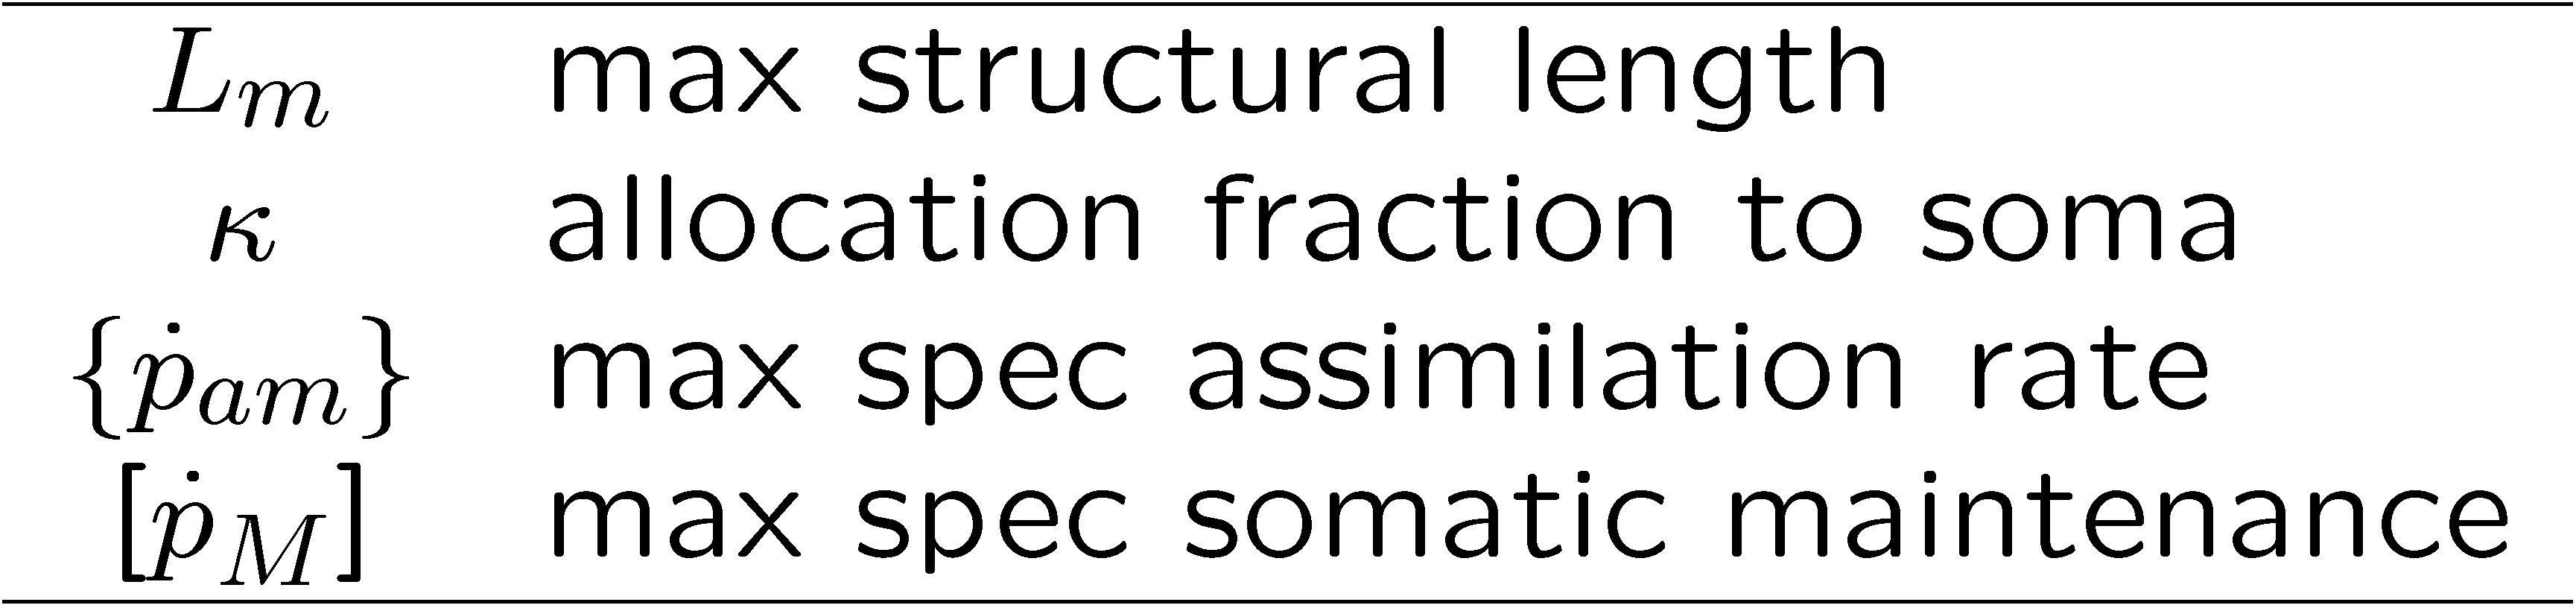 L_m max structural length
κ allocation fraction to soma
{ṗ_am} max spec assimilation rate
[ṗ_M] max spec somatic maintenance